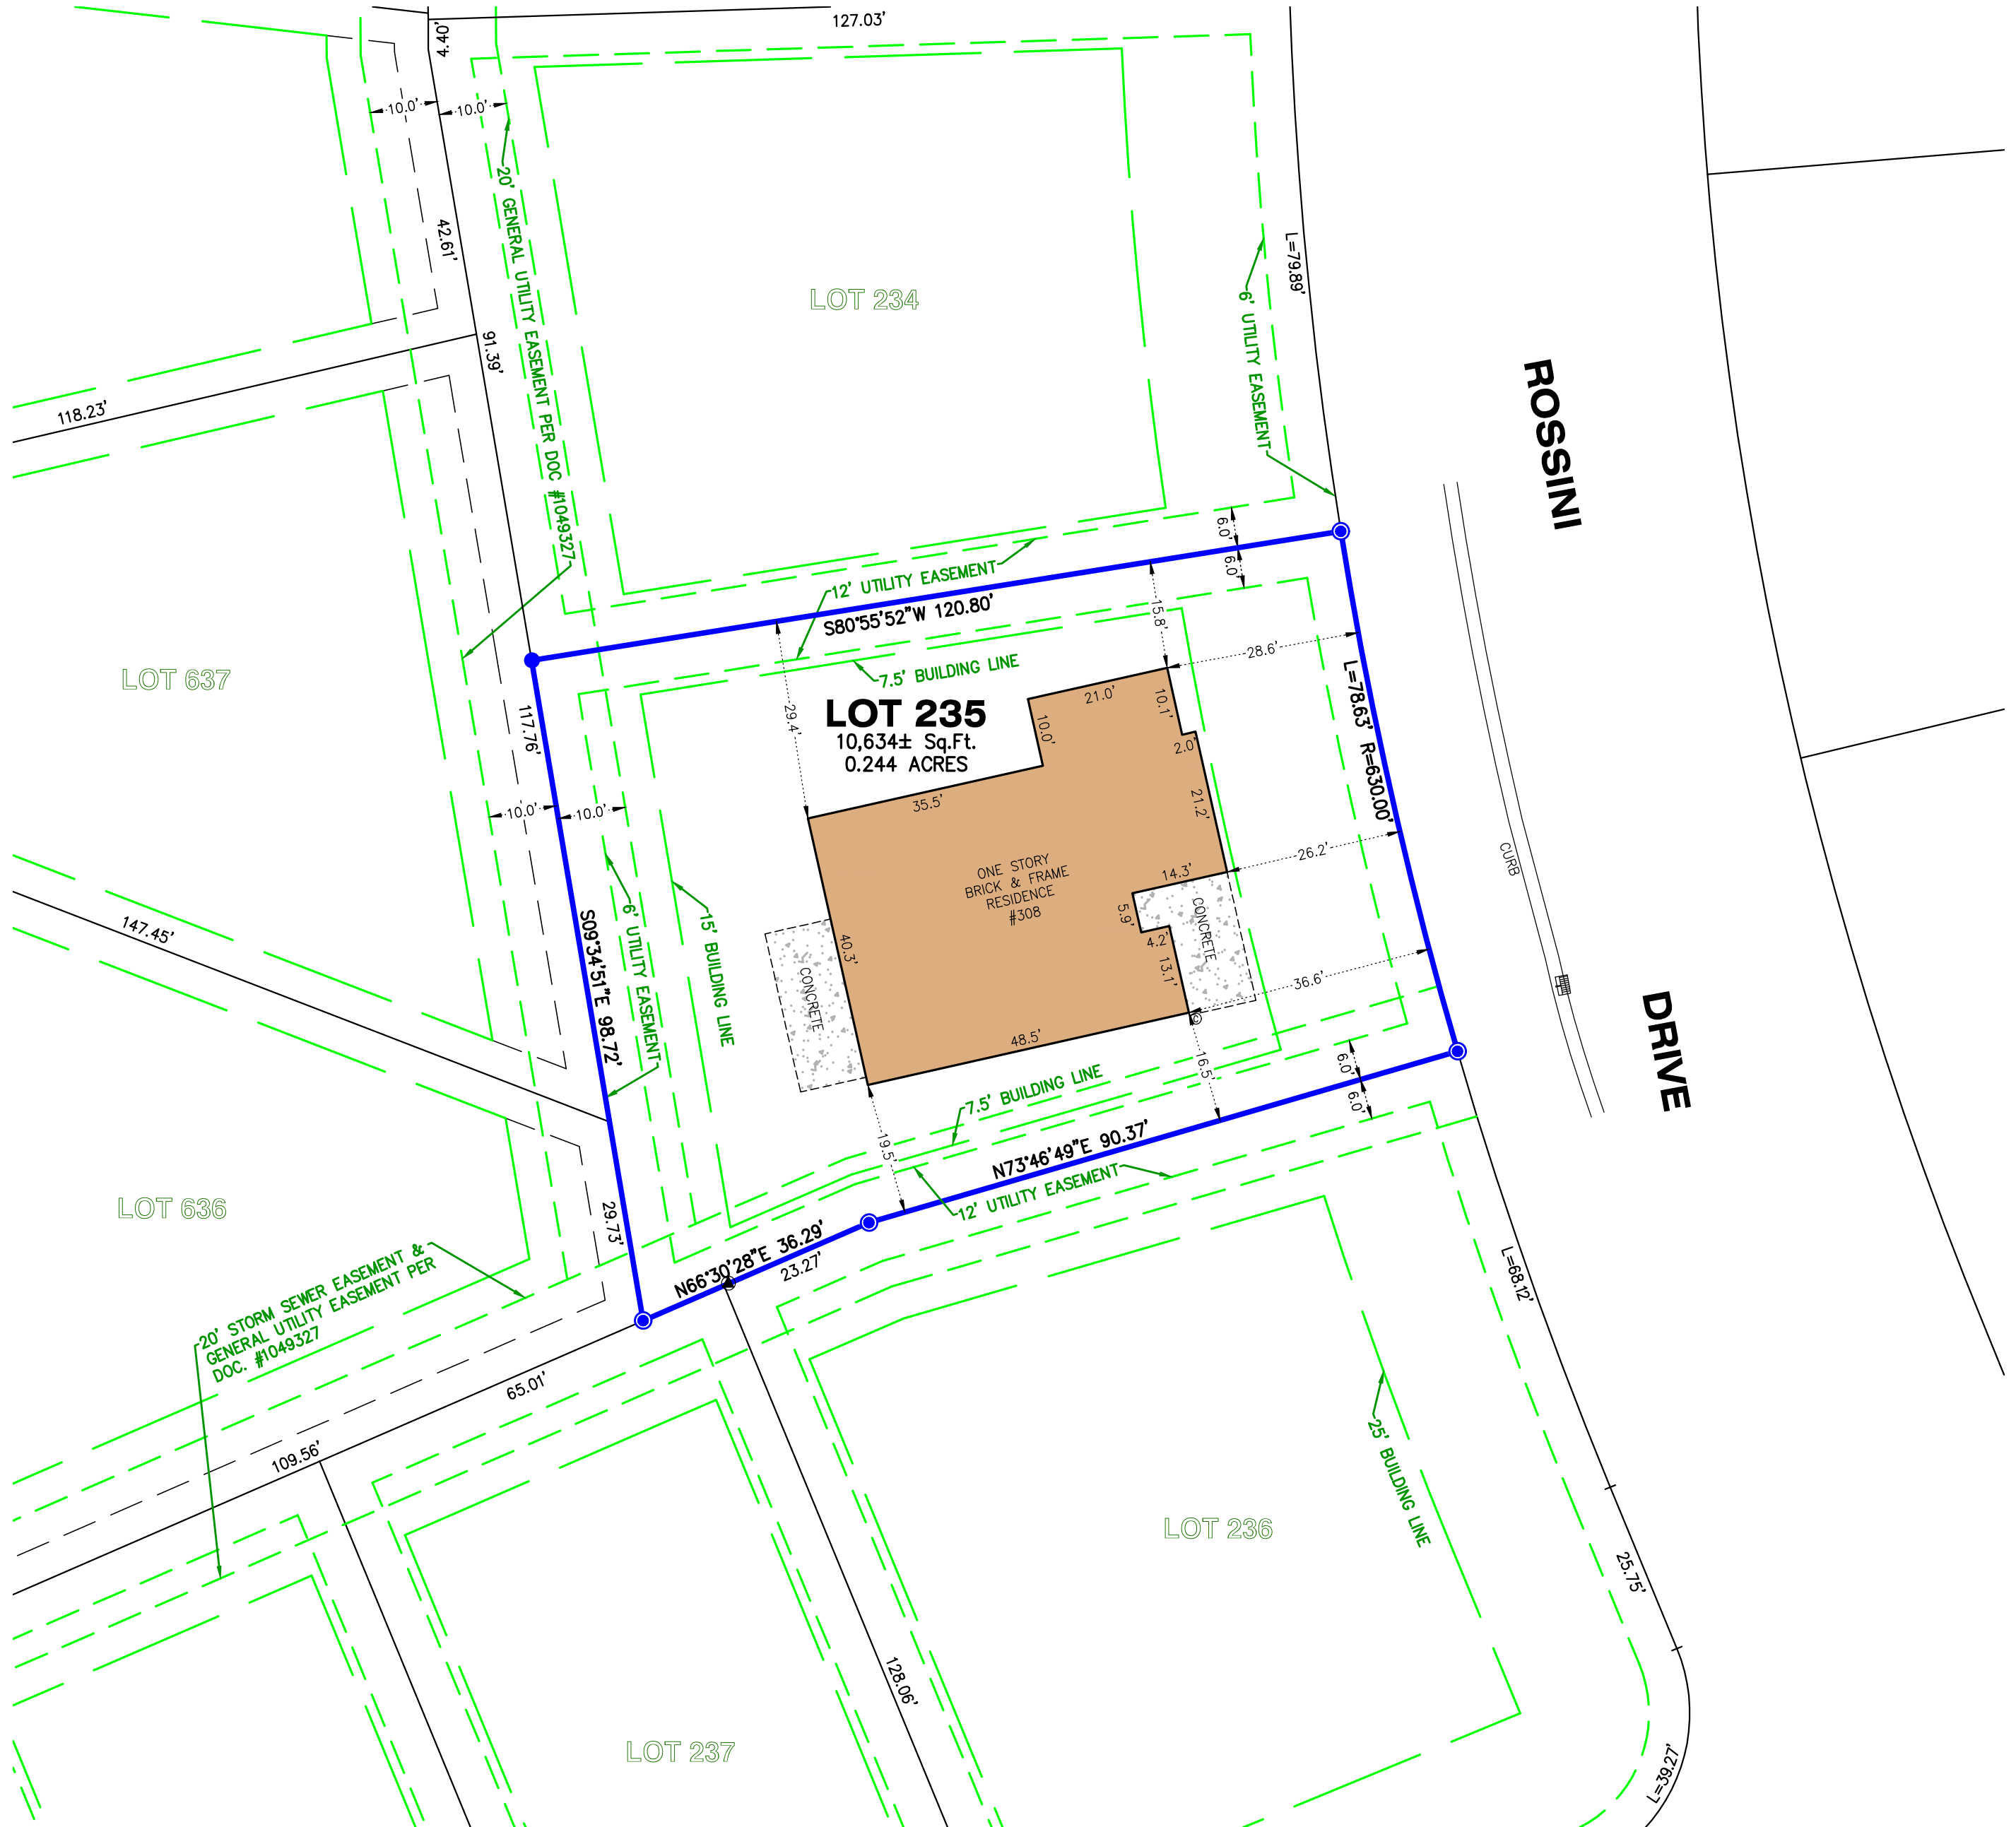 127.03'
4.40'
10.0'
10.0'
42.61'
91.39'
20' GENERAL UTILITY EASEMENT PER DOC #1049327
LOT 234
L=79.89'
6' UTILITY EASEMENT
ROSSINI
DRIVE
118.23'
6.0'
6.0'
12' UTILITY EASEMENT
S80°55'52"W 120.80'
7.5' BUILDING LINE
15.8'
28.6'
LOT 637
117.76'
29.4'
LOT 235
10,634± Sq.Ft.
0.244 ACRES
21.0'
10.1'
10.0'
2.0'
L=78.63' R=630.00'
10.0'
10.0'
35.5'
21.2'
26.2'
CURB
ONE STORY
BRICK & FRAME
RESIDENCE
#308
14.3'
5.9'
4.2'
13.1'
CONCRETE
40.3'
CONCRETE
147.45'
S09°34'51"E 98.72'
6' UTILITY EASEMENT
15' BUILDING LINE
36.6'
48.5'
16.5'
6.0'
6.0'
7.5' BUILDING LINE
19.5'
N73°46'49"E 90.37'
12' UTILITY EASEMENT
LOT 636
29.73'
N66°30'28"E 36.29'
23.27'
20' STORM SEWER EASEMENT &
GENERAL UTILITY EASEMENT PER
DOC. #1049327
65.01'
109.56'
L=68.12'
25' BUILDING LINE
LOT 236
25.75'
128.06'
LOT 237
L=39.27'